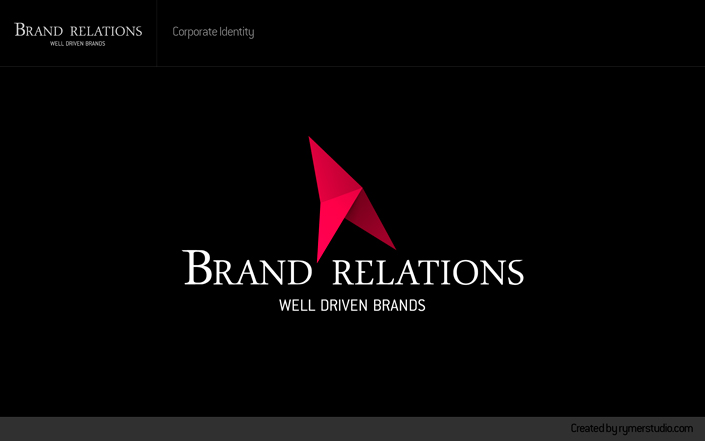 BRAND RELATIONS
WELL DRIVEN BRANDS
Corporate Identity
BRAND RELATIONS
WELL DRIVEN BRANDS
Created by rymerstudio.com